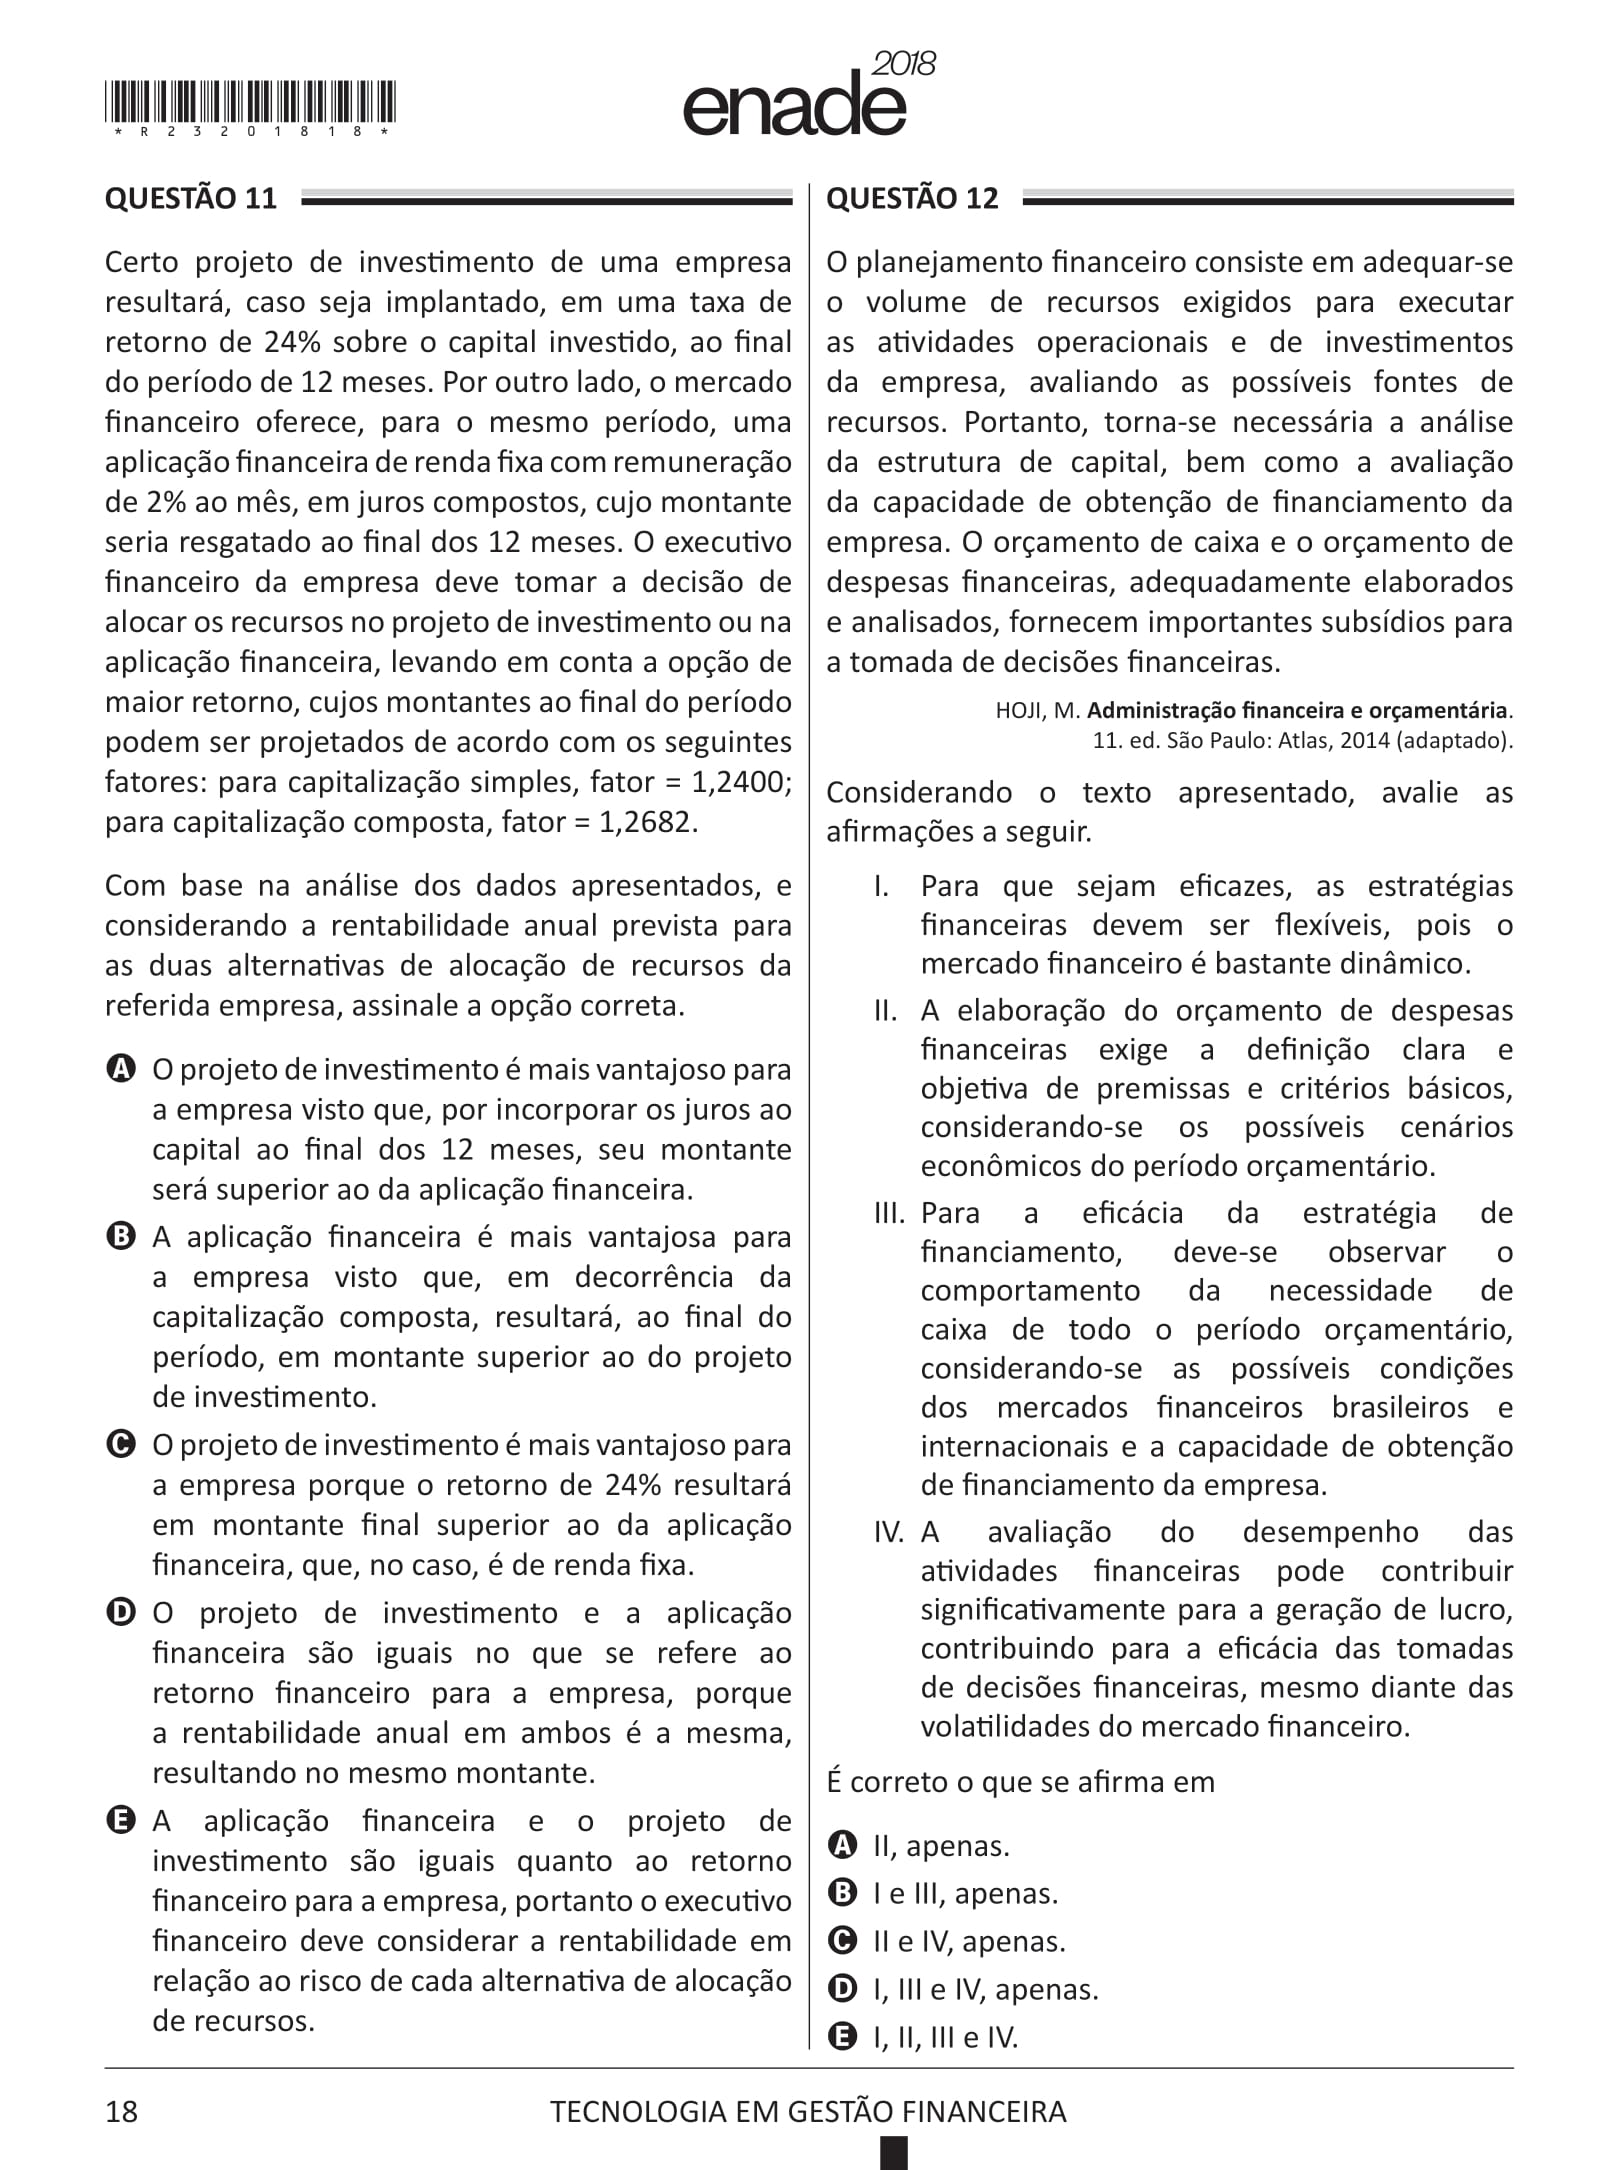 *R23201818*
enade2018
QUESTÃO 11
Certo projeto de investimento de uma empresa
resultará, caso seja implantado, em uma taxa de
retorno de 24% sobre o capital investido, ao final
do período de 12 meses. Por outro lado, o mercado
financeiro oferece, para o mesmo período, uma
aplicação financeira de renda fixa com remuneração
de 2% ao mês, em juros compostos, cujo montante
seria resgatado ao final dos 12 meses. O executivo
financeiro da empresa deve tomar a decisão de
alocar os recursos no projeto de investimento ou na
aplicação financeira, levando em conta a opção de
maior retorno, cujos montantes ao final do período
podem ser projetados de acordo com os seguintes
fatores: para capitalização simples, fator = 1,2400;
para capitalização composta, fator = 1,2682.
Com base na análise dos dados apresentados, e
considerando a rentabilidade anual prevista para
as duas alternativas de alocação de recursos da
referida empresa, assinale a opção correta.
A O projeto de investimento é mais vantajoso para
a empresa visto que, por incorporar os juros ao
capital ao final dos 12 meses, seu montante
será superior ao da aplicação financeira.
B A aplicação financeira é mais vantajosa para
a empresa visto que, em decorrência da
capitalização composta, resultará, ao final do
período, em montante superior ao do projeto
de investimento.
C O projeto de investimento é mais vantajoso para
a empresa porque o retorno de 24% resultará
em montante final superior ao da aplicação
financeira, que, no caso, é de renda fixa.
D O projeto de investimento e a aplicação
financeira são iguais no que se refere ao
retorno financeiro para a empresa, porque
a rentabilidade anual em ambos é a mesma,
resultando no mesmo montante.
E A aplicação financeira e o projeto de
investimento são iguais quanto ao retorno
financeiro para a empresa, portanto o executivo
financeiro deve considerar a rentabilidade em
relação ao risco de cada alternativa de alocação
de recursos.
QUESTÃO 12
O planejamento financeiro consiste em adequar-se
o volume de recursos exigidos para executar
as atividades operacionais e de investimentos
da empresa, avaliando as possíveis fontes de
recursos. Portanto, torna-se necessária a análise
da estrutura de capital, bem como a avaliação
da capacidade de obtenção de financiamento da
empresa. O orçamento de caixa e o orçamento de
despesas financeiras, adequadamente elaborados
e analisados, fornecem importantes subsídios para
a tomada de decisões financeiras.
HOJI, M. Administração financeira e orçamentária.
11. ed. São Paulo: Atlas, 2014 (adaptado).
Considerando o texto apresentado, avalie as
afirmações a seguir.
I. Para que sejam eficazes, as estratégias
financeiras devem ser flexíveis, pois o
mercado financeiro é bastante dinâmico.
II. A elaboração do orçamento de despesas
financeiras exige a definição clara e
objetiva de premissas e critérios básicos,
considerando-se os possíveis cenários
econômicos do período orçamentário.
III. Para a eficácia da estratégia de
financiamento, deve-se observar o
comportamento da necessidade de
caixa de todo o período orçamentário,
considerando-se as possíveis condições
dos mercados financeiros brasileiros e
internacionais e a capacidade de obtenção
de financiamento da empresa.
IV. A avaliação do desempenho das
atividades financeiras pode contribuir
significativamente para a geração de lucro,
contribuindo para a eficácia das tomadas
de decisões financeiras, mesmo diante das
volatilidades do mercado financeiro.
É correto o que se afirma em
A II, apenas.
B I e III, apenas.
C II e IV, apenas.
D I, III e IV, apenas.
E I, II, III e IV.
18
TECNOLOGIA EM GESTÃO FINANCEIRA